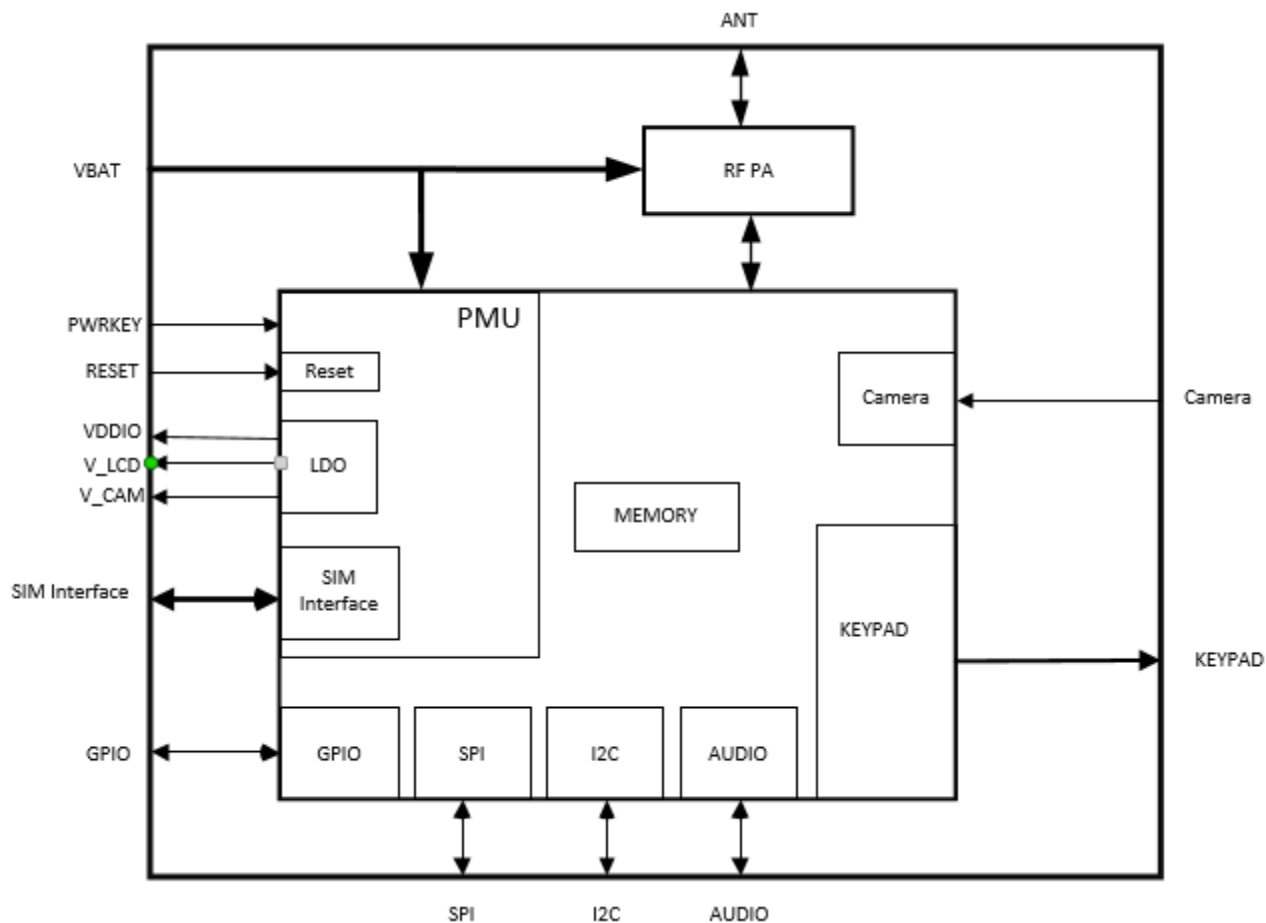 ANT
VBAT
RF PA
PMU
PWRKEY
RESET
Reset
VDDIO
V_LCD
V_CAM
LDO
Camera
Camera
MEMORY
SIM Interface
SIM
Interface
KEYPAD
KEYPAD
GPIO
GPIO
SPI
I2C
AUDIO
SPI
I2C
AUDIO